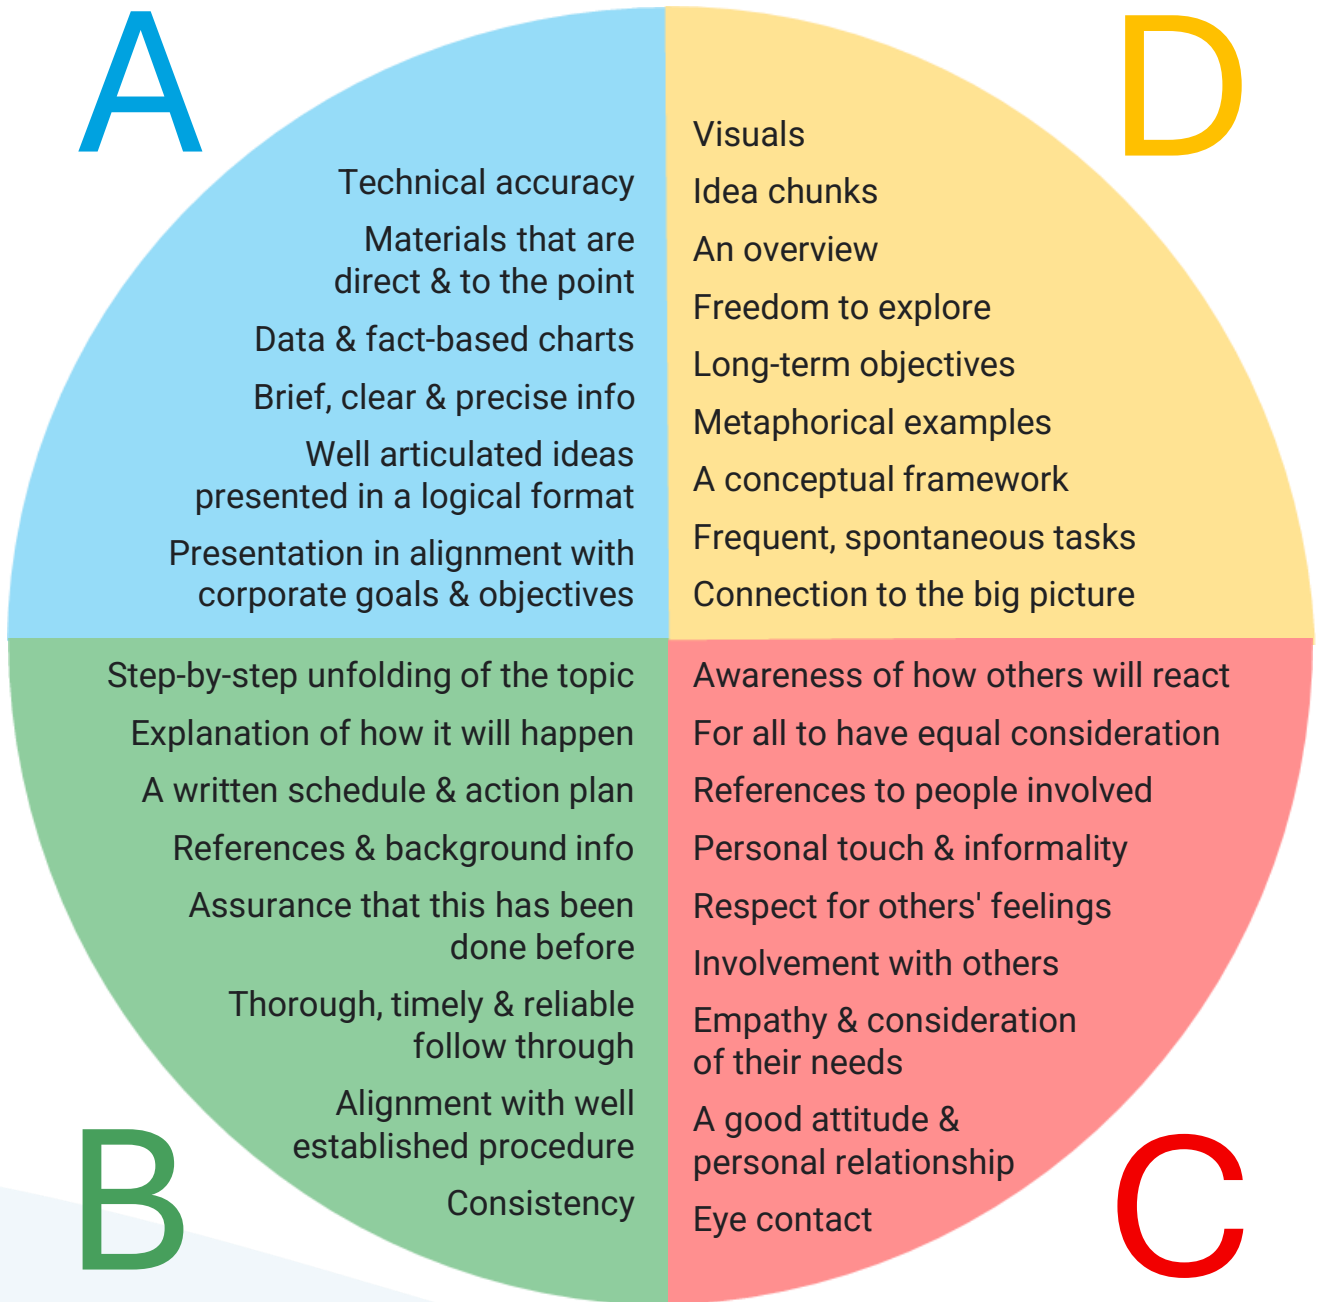 A
Technical accuracy
Materials that are
direct & to the point
Data & fact-based charts
Brief, clear & precise info
Well articulated ideas
presented in a logical format
Presentation in alignment with
corporate goals & objectives
D
Visuals
Idea chunks
An overview
Freedom to explore
Long-term objectives
Metaphorical examples
A conceptual framework
Frequent, spontaneous tasks
Connection to the big picture
B
Step-by-step unfolding of the topic
Explanation of how it will happen
A written schedule & action plan
References & background info
Assurance that this has been
done before
Thorough, timely & reliable
follow through
Alignment with well
established procedure
Consistency
C
Awareness of how others will react
For all to have equal consideration
References to people involved
Personal touch & informality
Respect for others' feelings
Involvement with others
Empathy & consideration
of their needs
A good attitude &
personal relationship
Eye contact